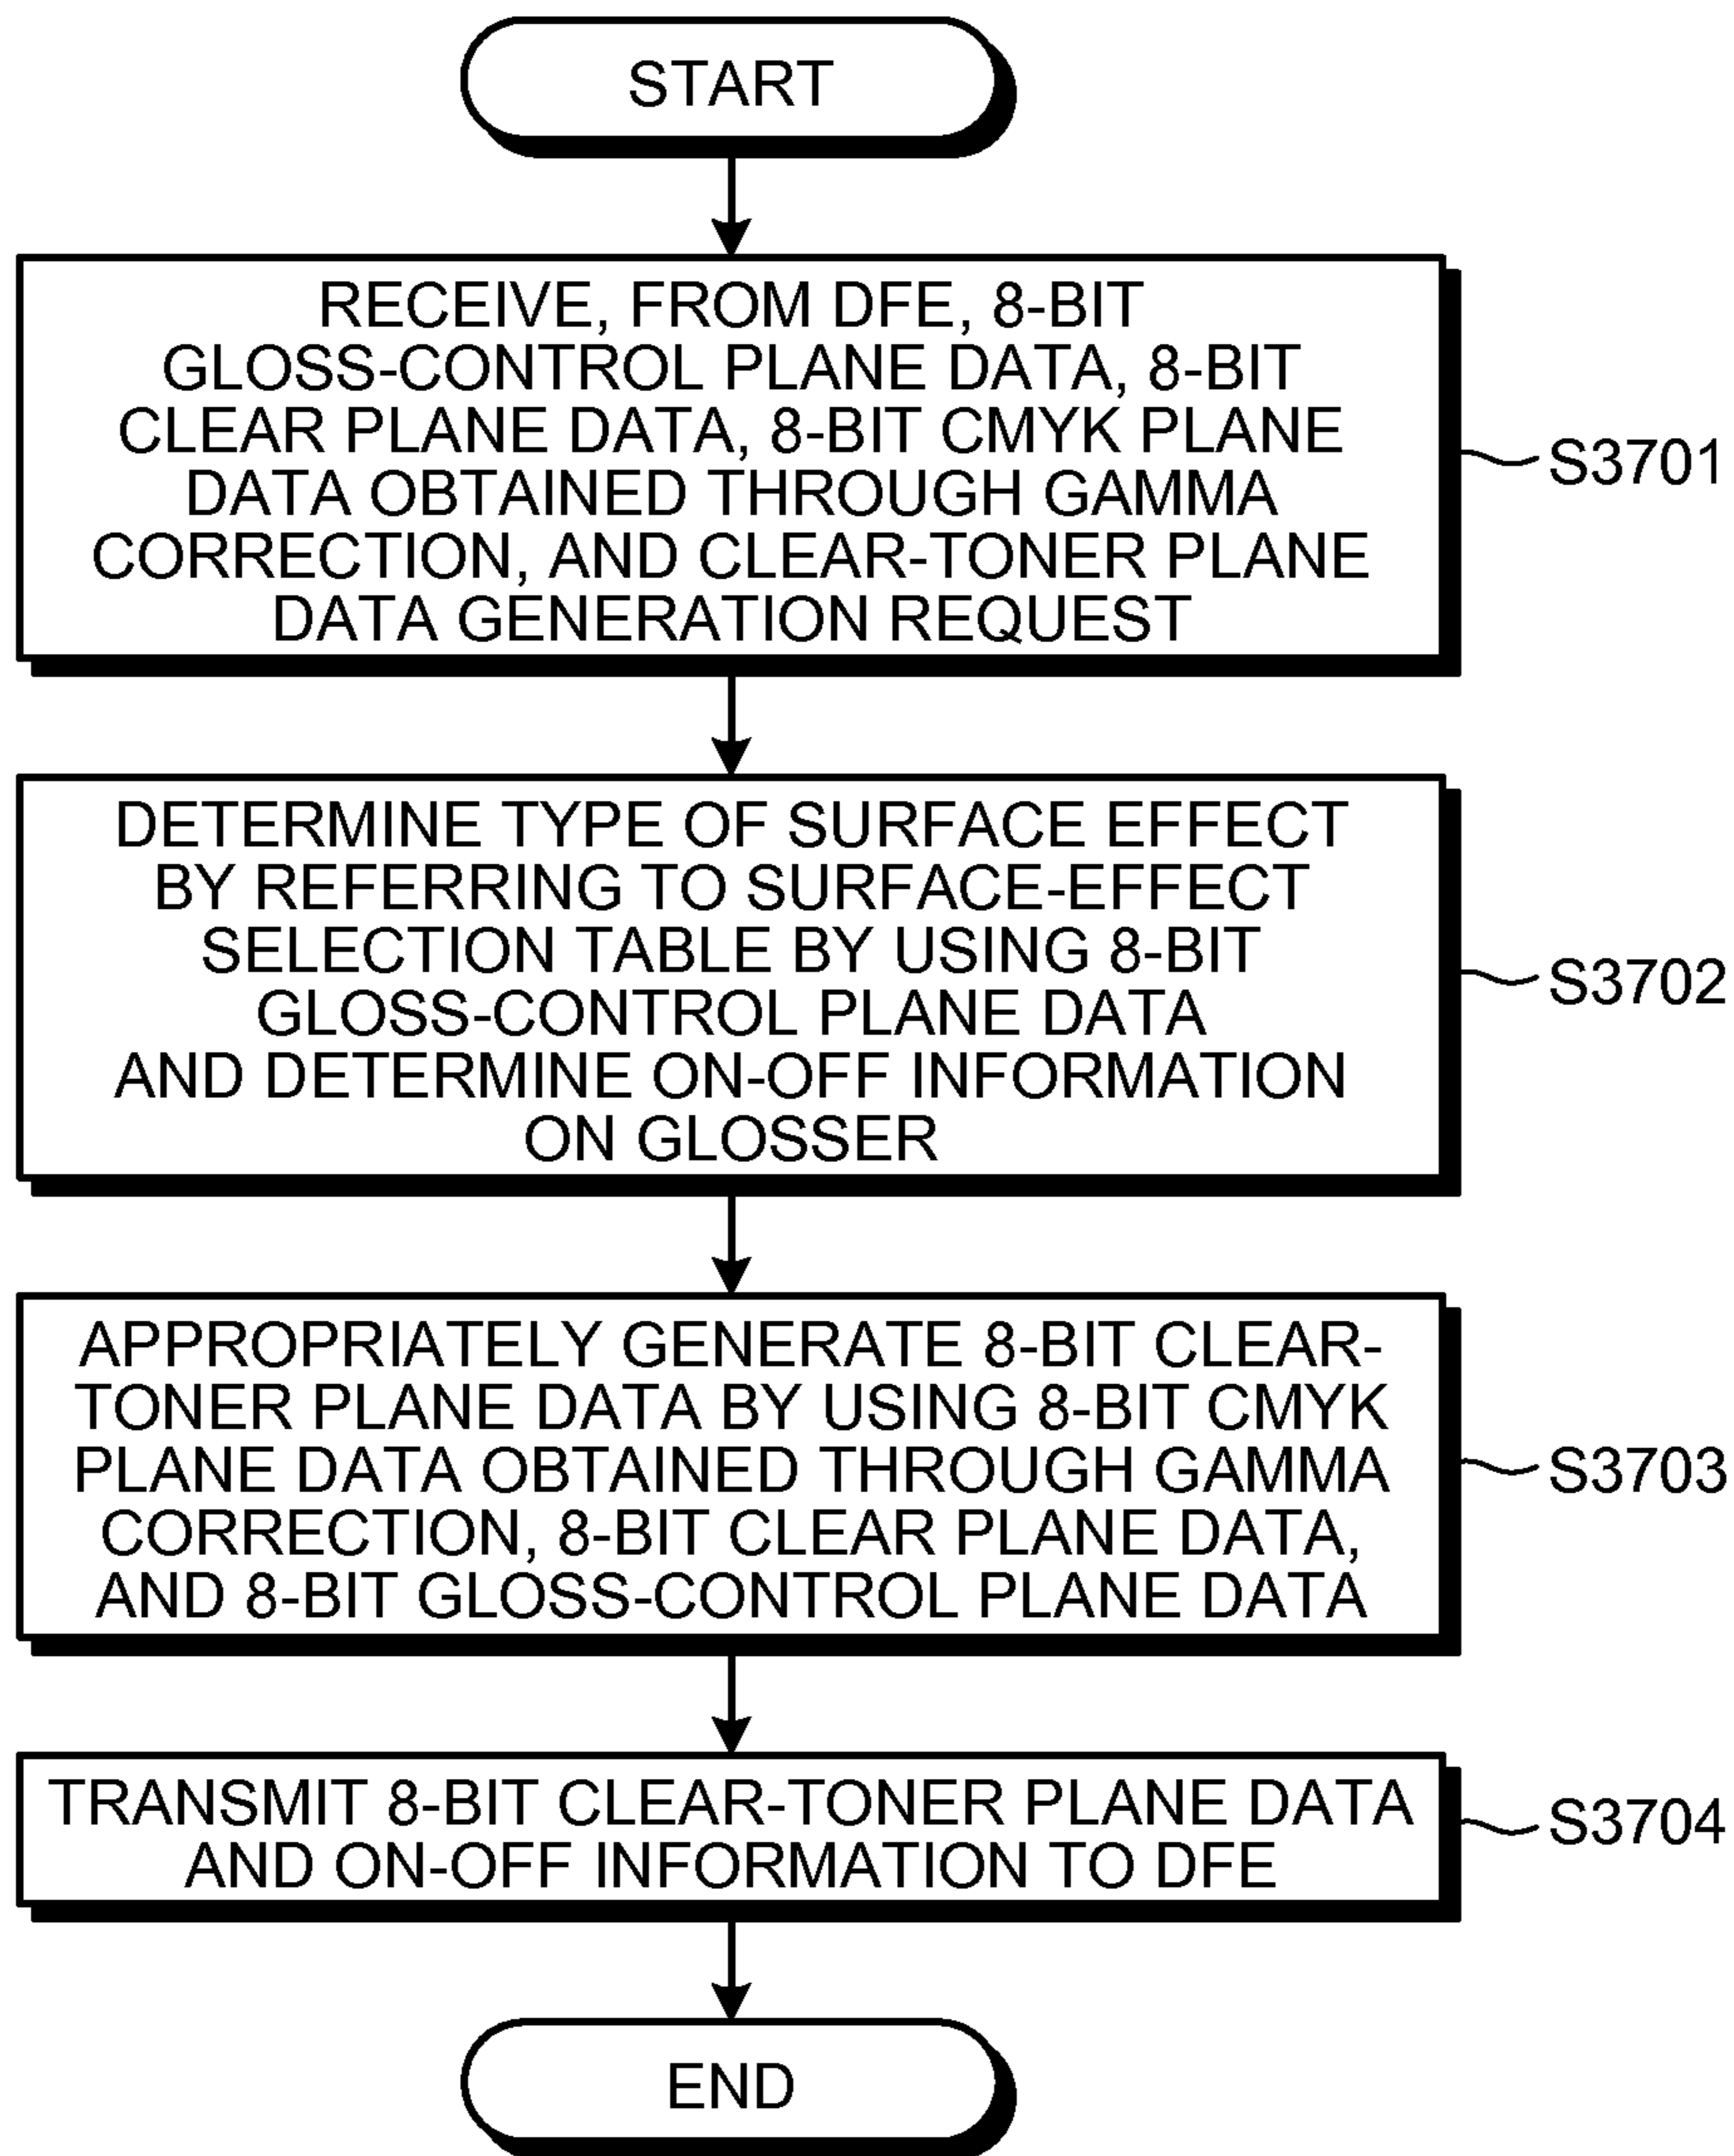 START
RECEIVE, FROM DFE, 8-BIT
GLOSS-CONTROL PLANE DATA, 8-BIT
CLEAR PLANE DATA, 8-BIT CMYK PLANE
DATA OBTAINED THROUGH GAMMA
CORRECTION, AND CLEAR-TONER PLANE
DATA GENERATION REQUEST
S3701
DETERMINE TYPE OF SURFACE EFFECT
BY REFERRING TO SURFACE-EFFECT
SELECTION TABLE BY USING 8-BIT
GLOSS-CONTROL PLANE DATA
AND DETERMINE ON-OFF INFORMATION
ON GLOSSER
S3702
APPROPRIATELY GENERATE 8-BIT CLEAR-
TONER PLANE DATA BY USING 8-BIT CMYK
PLANE DATA OBTAINED THROUGH GAMMA
CORRECTION, 8-BIT CLEAR PLANE DATA,
AND 8-BIT GLOSS-CONTROL PLANE DATA
S3703
TRANSMIT 8-BIT CLEAR-TONER PLANE DATA
AND ON-OFF INFORMATION TO DFE
S3704
END